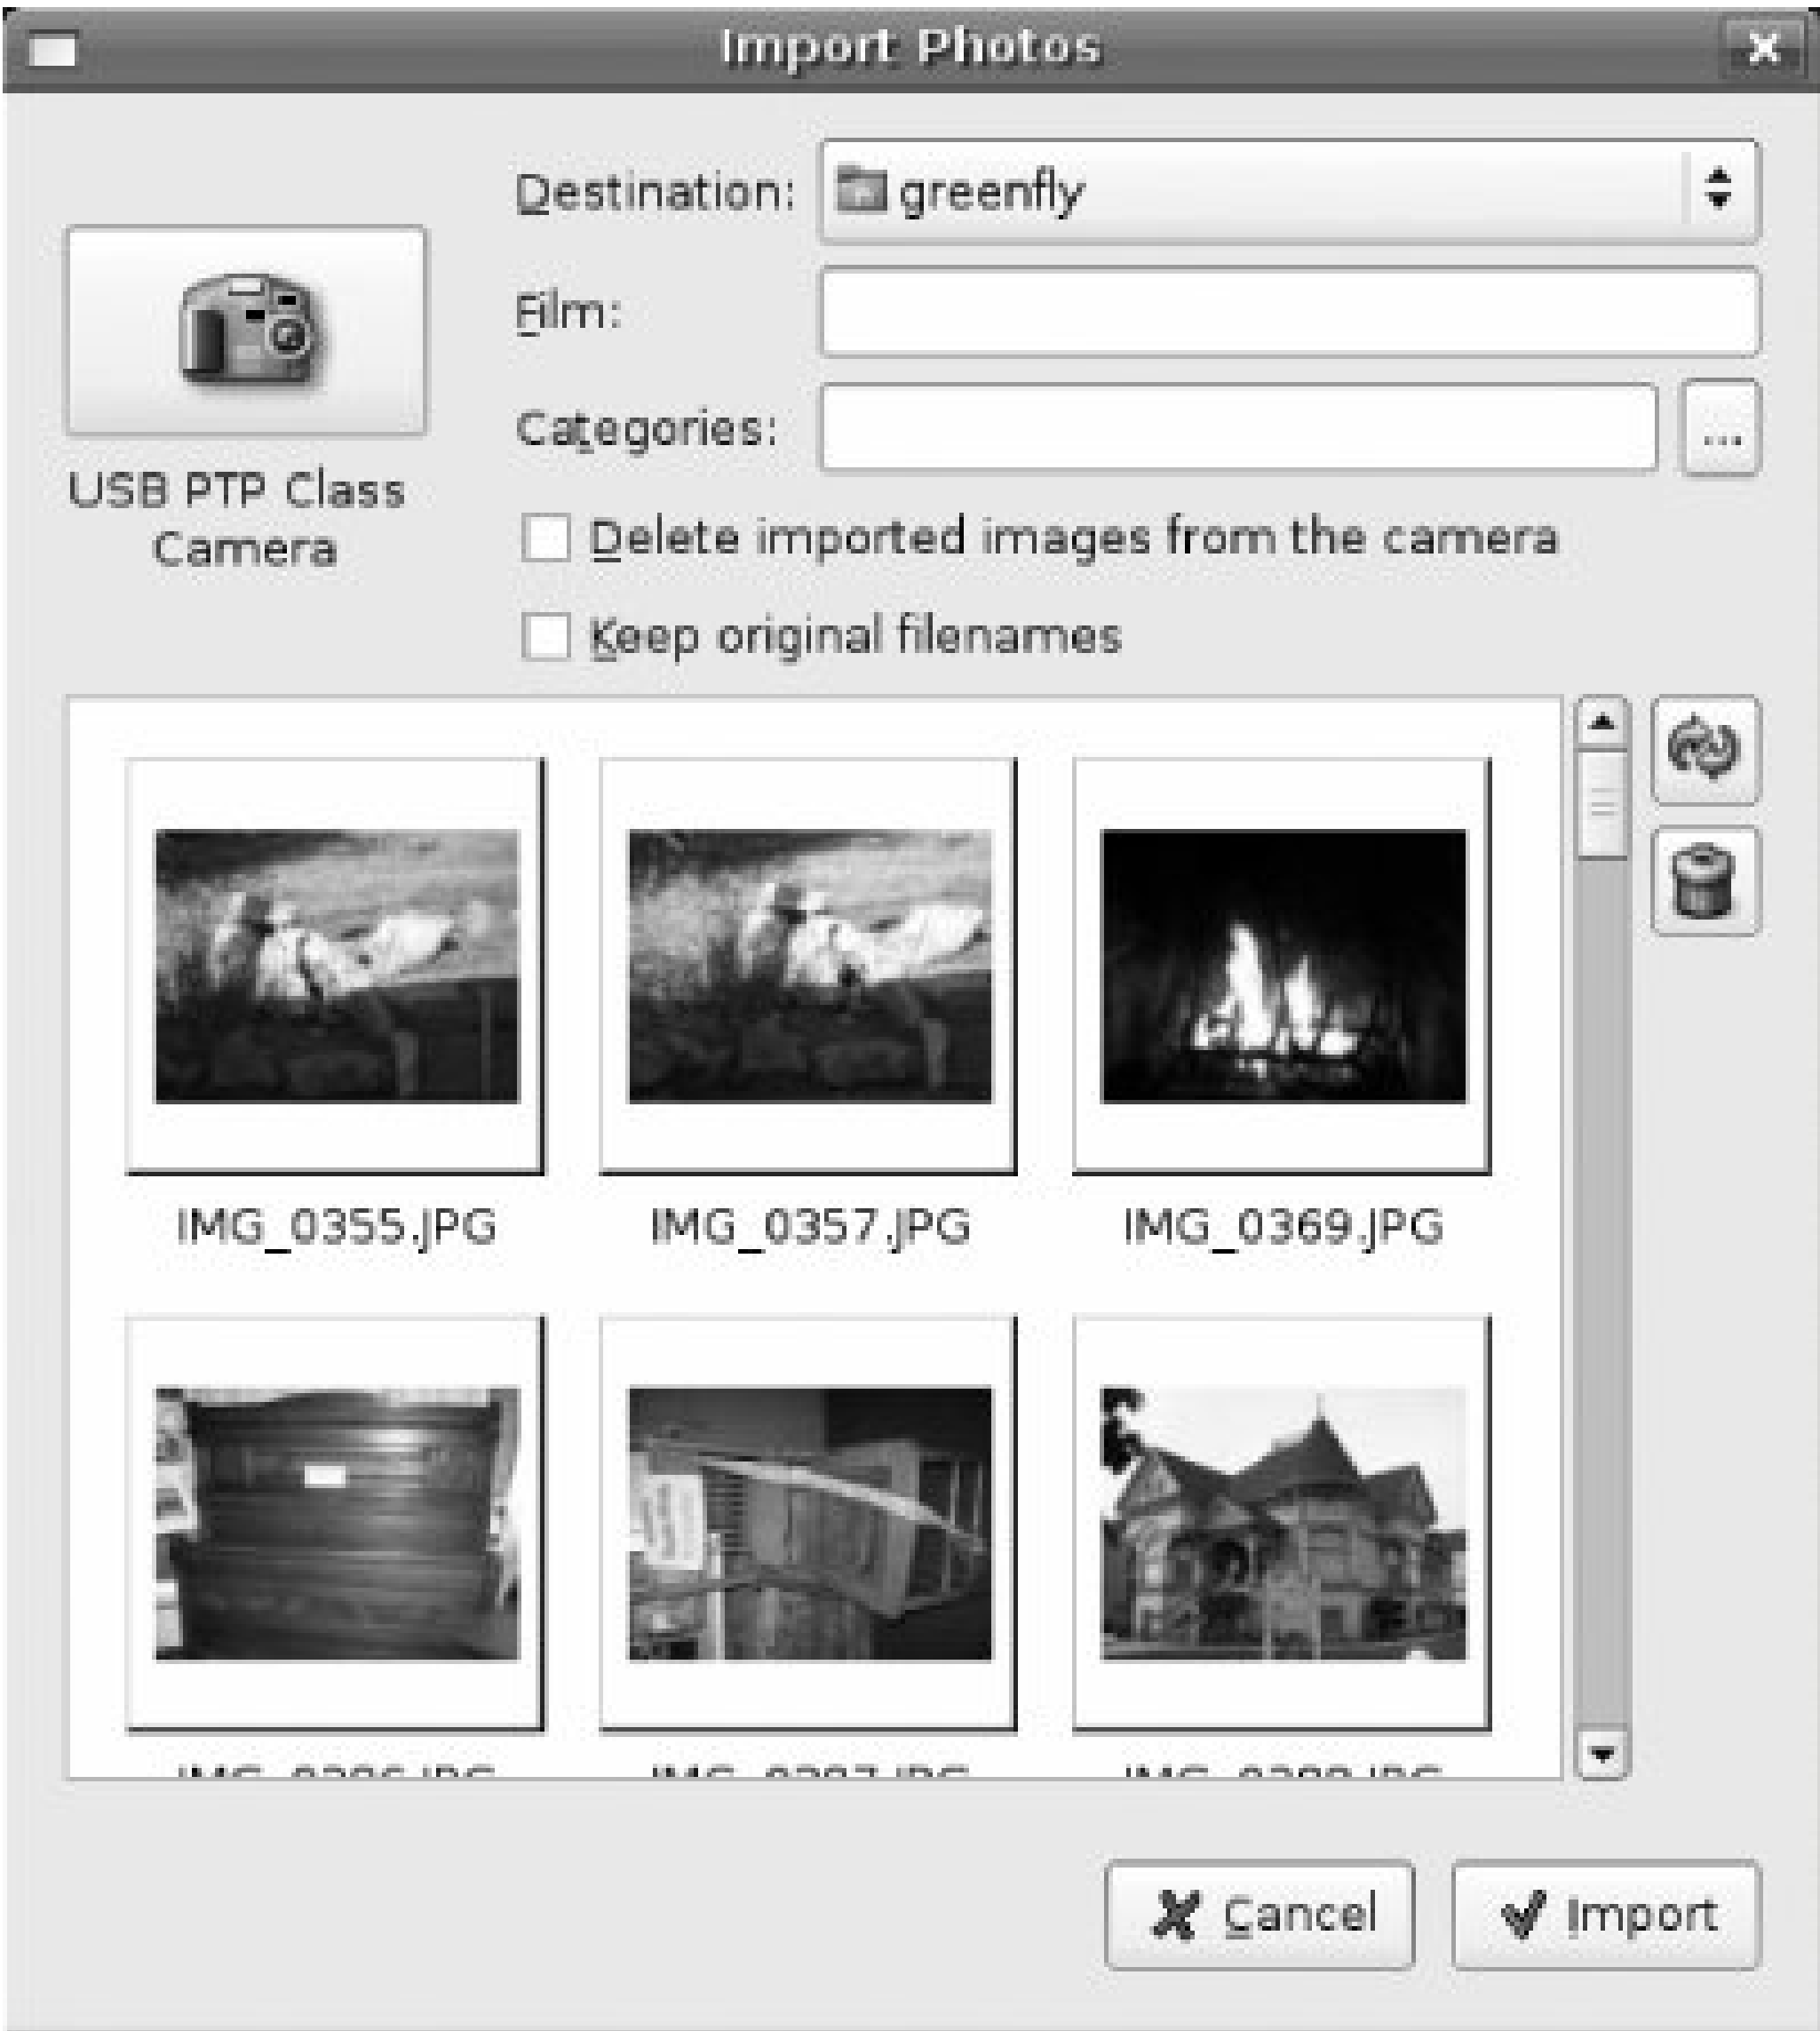 Import Photos
Destination: greenfly
Film:
Categories: ...
USB PTP Class
Camera
Delete imported images from the camera
Keep original filenames
IMG_0355.JPG IMG_0357.JPG IMG_0369.JPG
Cancel Import